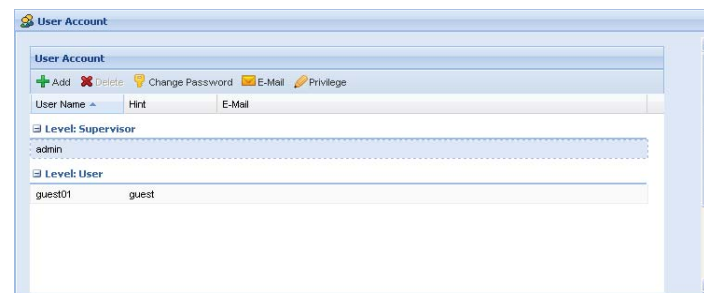 User Account
User Account
Add Delete Change Password E-Mail Privilege
User Name Hint E-Mail
Level: Supervisor
admin
Level: User
guest01 guest